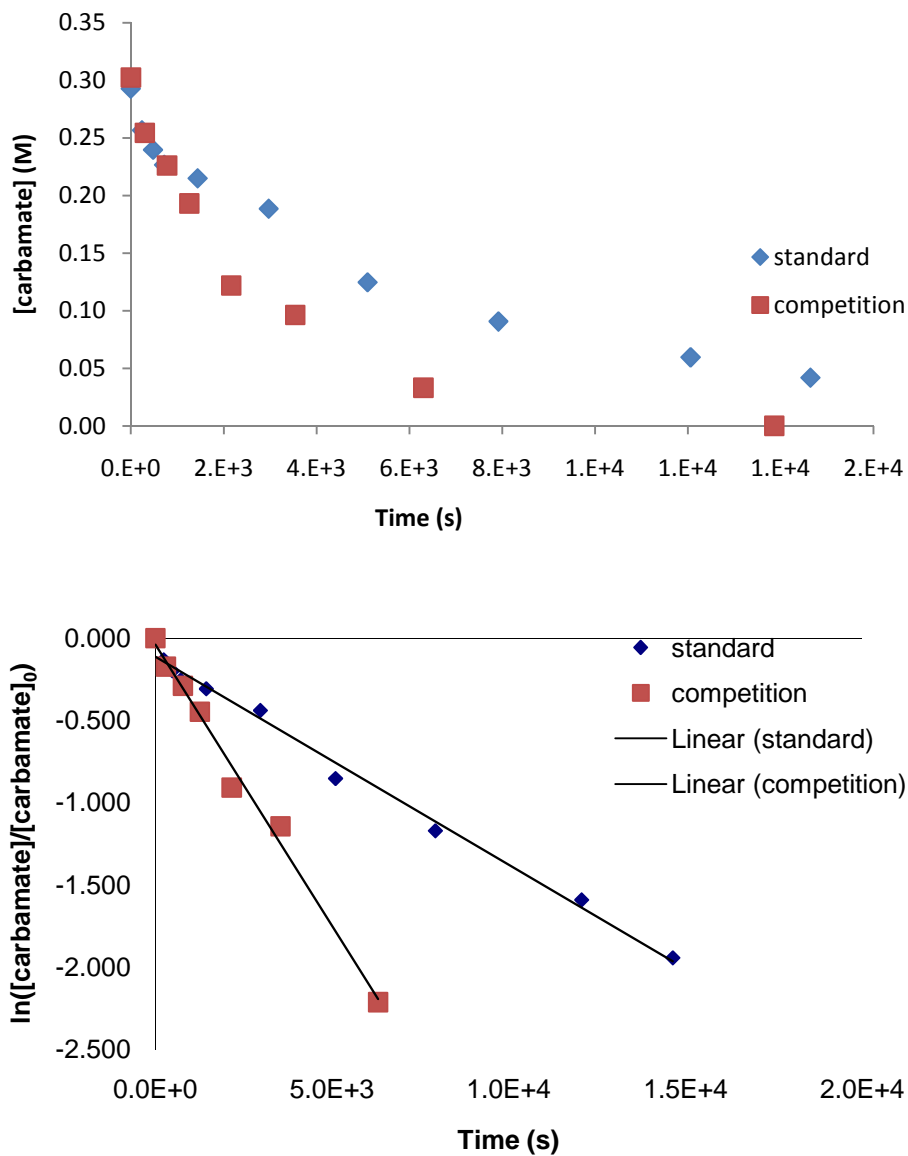 0.35
0.30
0.25
0.20
0.15
0.10
0.05
0.00
[carbamate] (M)
standard
competition
0.E+0 2.E+3 4.E+3 6.E+3 8.E+3 1.E+4 1.E+4 1.E+4 2.E+4
Time (s)
0.000
-0.500
-1.000
-1.500
-2.000
-2.500
ln([carbamate]/[carbamate]0)
standard
competition
Linear (standard)
Linear (competition)
0.0E+0 5.0E+3 1.0E+4 1.5E+4 2.0E+4
Time (s)